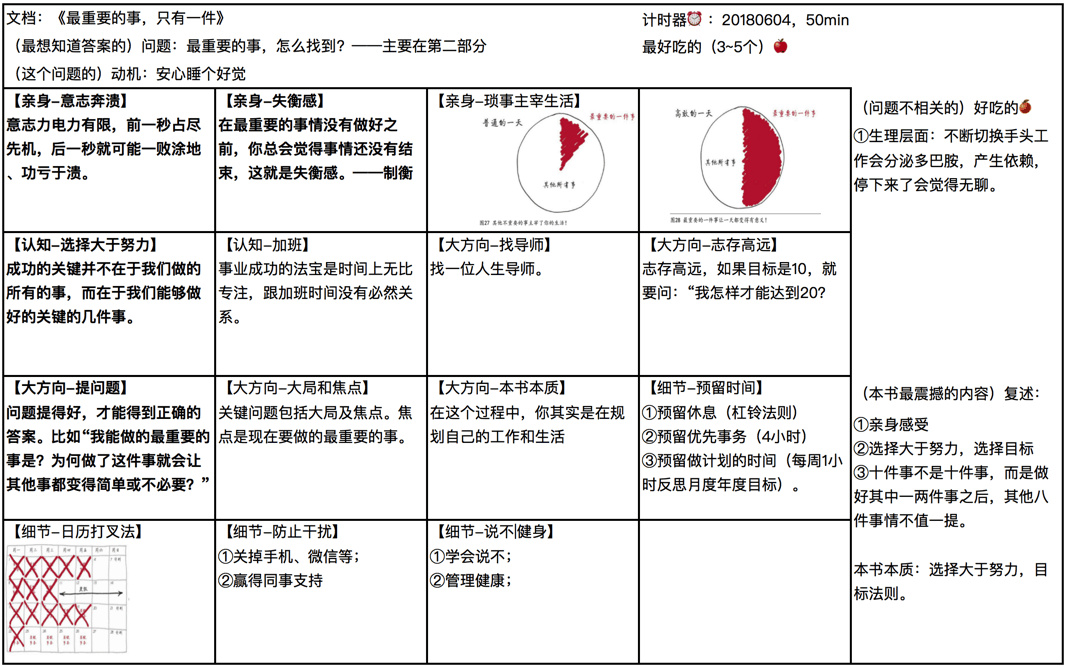 文档：《最重要的事，只有一件》
计时器⏰：20180604，50min
（最想知道答案的）问题：最重要的事，怎么找到？——主要在第二部分
最好吃的（3~5个）🍎
（这个问题的）动机：安心睡个好觉
【亲身–意志奔溃】
意志力电力有限，前一秒占尽
先机，后一秒就可能一败涂地
、功亏于溃。
【亲身–失衡感】
在最重要的事情没有做好之
前，你总会觉得事情还没有结
束，这就是失衡感。——制衡
【亲身–琐事主宰生活】
普通的一天
最重要的一件事
其他所有事
图27 其他不重要的事主宰了你的生活！
高效的一天
最重要的一件事
其他所有事
图28 最重要的一件事让一天都变得有意义！
（问题不相关的）好吃的
①生理层面：不断切换手头工
作会分泌多巴胺，产生依赖，
停下来了会觉得无聊。
【认知–选择大于努力】
成功的关键并不在于我们做的
所有的事，而在于我们能够做
好的关键的几件事。
【认知–加班】
事业成功的法宝是时间上无比
专注，跟加班时间没有必然关
系。
【大方向–找导师】
找一位人生导师。
【大方向–志存高远】
志存高远，如果目标是10，就
要问：“我怎样才能达到20?
【大方向–提问题】
问题提得好，才能得到正确的
答案。比如“我能做的最重要的
事是？为何做了这件事就会让
其他事都变得简单或不必要？”
【大方向–大局和焦点】
关键问题包括大局及焦点。焦
点是现在要做的最重要的事。
【大方向–本书本质】
在这个过程中，你其实是在规
划自己的工作和生活
【细节–预留时间】
①预留休息（杠铃法则）
②预留优先事务（4小时）
③预留做计划的时间（每周1小
时反思月度年度目标）。
（本书最震撼的内容）复述：
①亲身感受
②选择大于努力，选择目标
③十件事不是十件事，而是做
好其中一两件事之后，其他八
件事情不值一提。
本书本质：选择大于努力，目
标法则。
【细节–日历打叉法】
【细节–防止干扰】
①关掉手机、微信等；
②赢得同事支持
【细节–说不|健身】
①学会说不；
②管理健康；